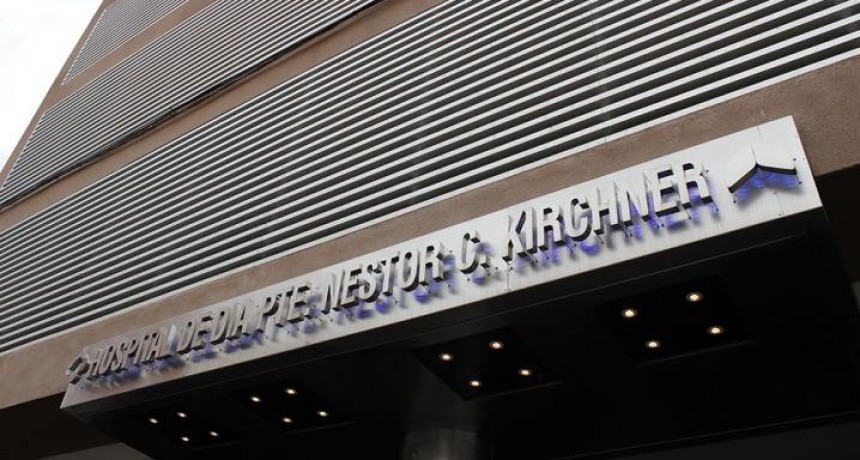 HOSPITAL DE DIA PTE. NESTOR C. KIRCHNER